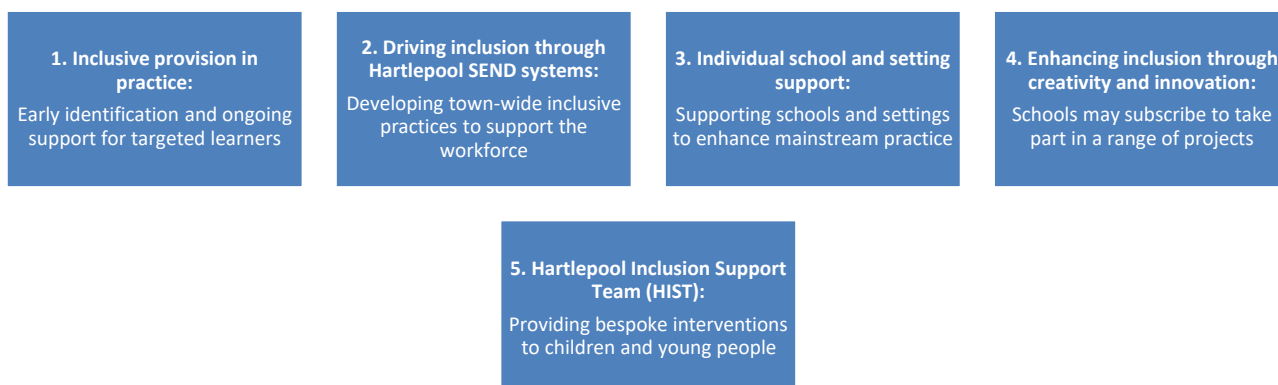 1. Inclusive provision in
practice:
Early identification and ongoing
support for targeted learners
2. Driving inclusion through
Hartlepool SEND systems:
Developing town-wide inclusive
practices to support the
workforce
3. Individual school and setting
support:
Supporting schools and settings
to enhance mainstream practice
4. Enhancing inclusion through
creativity and innovation:
Schools may subscribe to take
part in a range of projects
5. Hartlepool Inclusion Support
Team (HIST):
Providing bespoke interventions
to children and young people